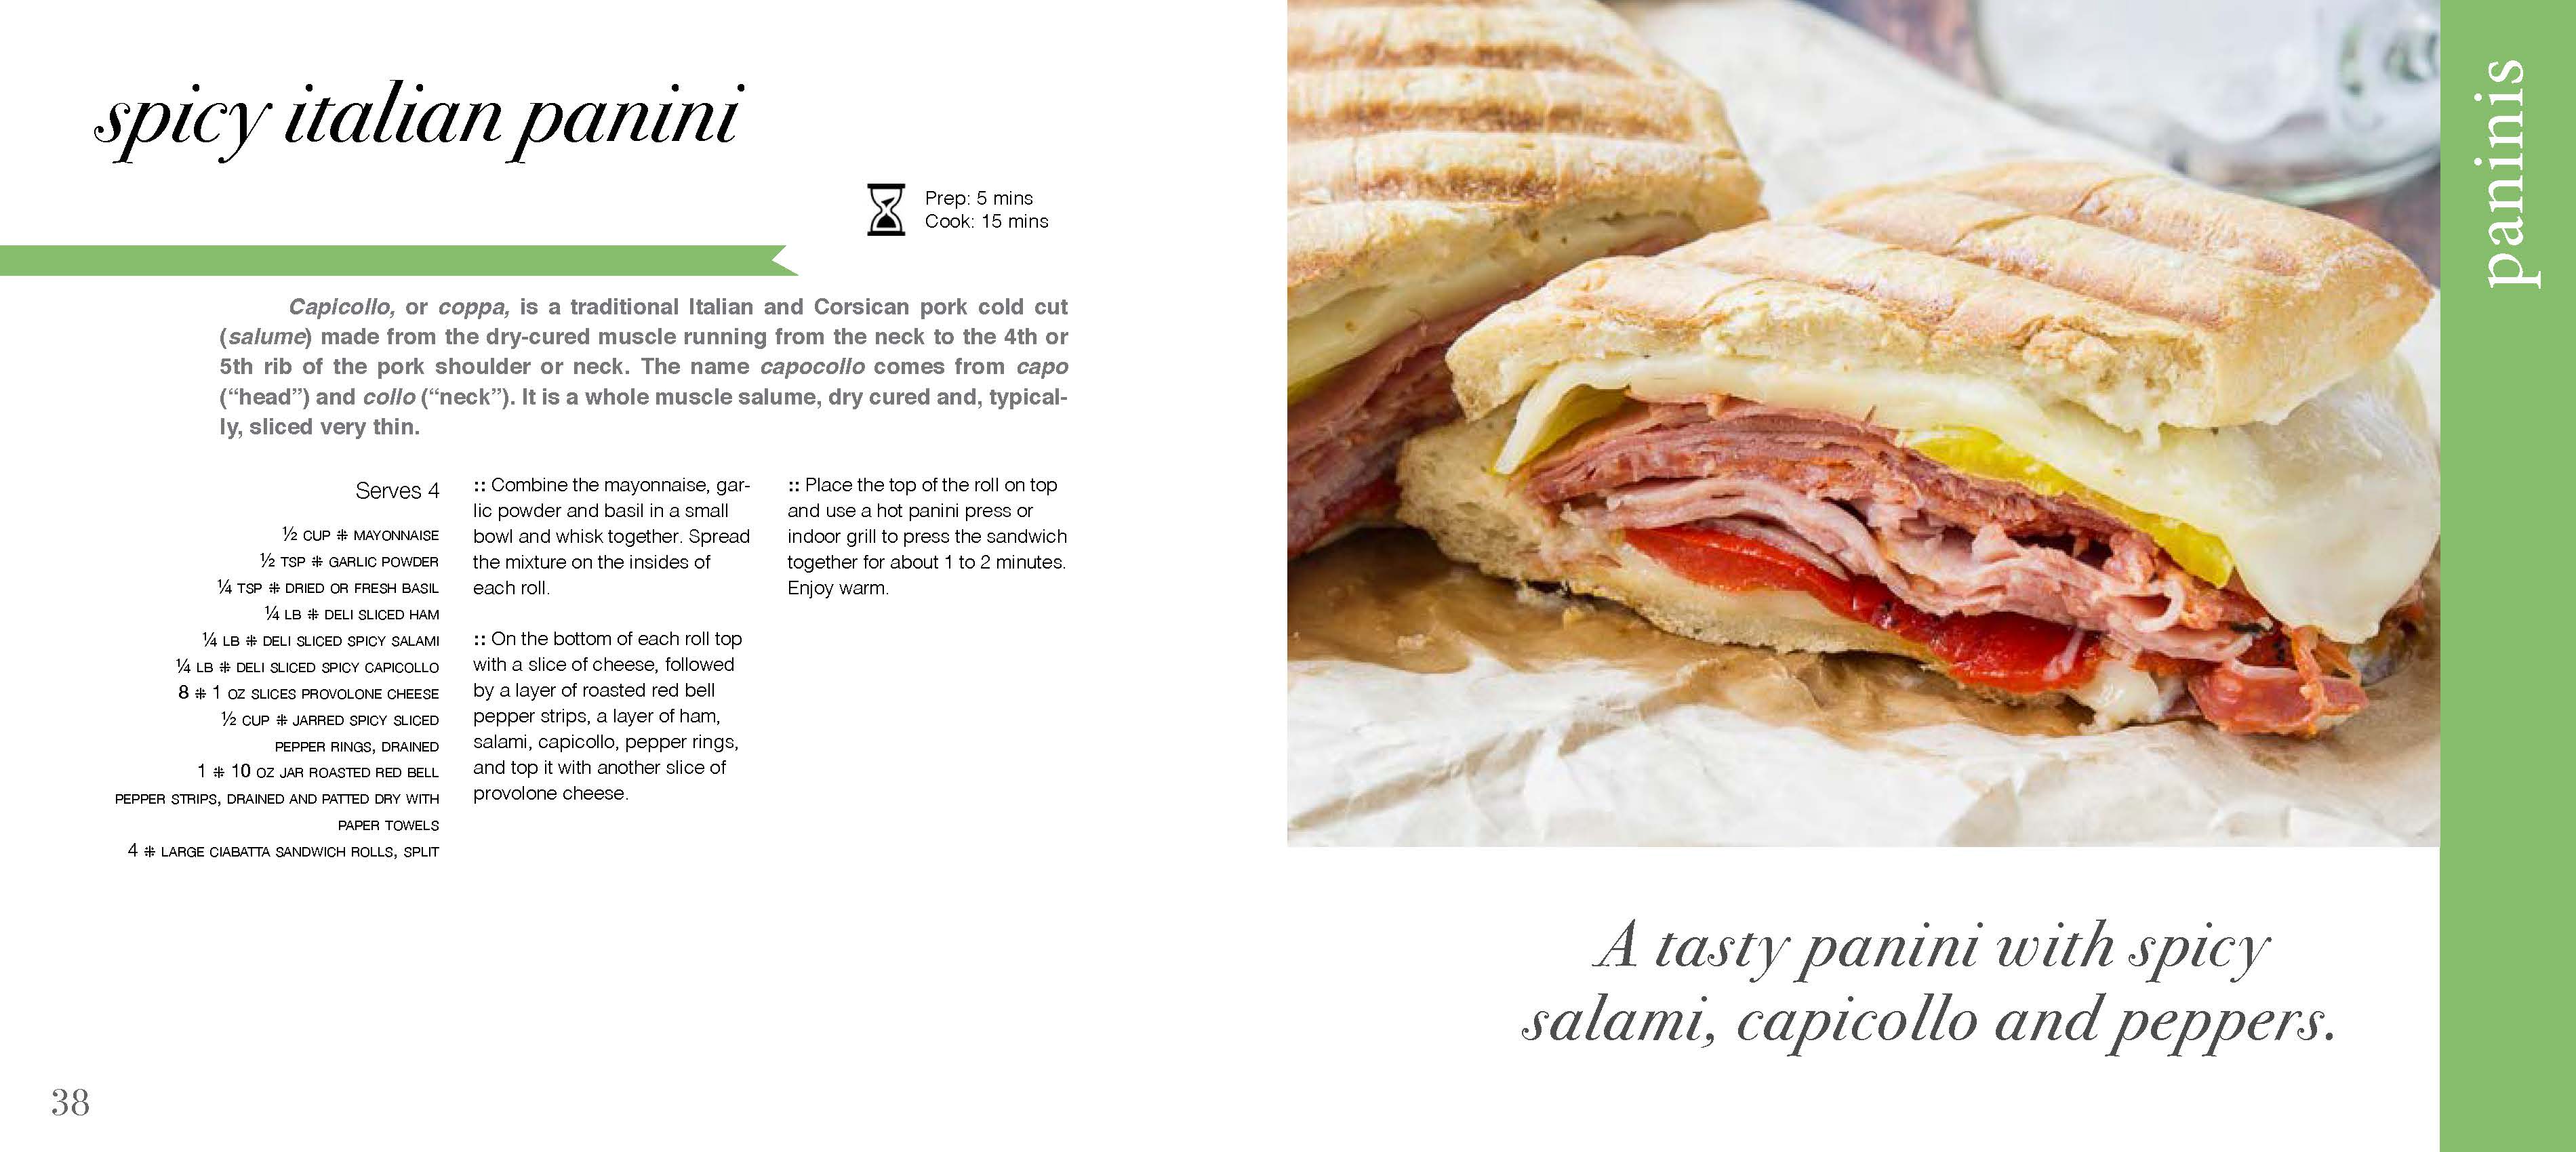 spicy italian panini
Prep: 5 mins
Cook: 15 mins
Capicollo, or coppa, is a traditional Italian and Corsican pork cold cut
(salume) made from the dry-cured muscle running from the neck to the 4th or
5th rib of the pork shoulder or neck. The name capocollo comes from capo
(“head”) and collo (“neck”). It is a whole muscle salume, dry cured and, typical-
ly, sliced very thin.
Serves 4
½ CUP ⁜ MAYONNAISE
½ TSP ⁜ GARLIC POWDER
¼ TSP ⁜ DRIED OR FRESH BASIL
¼ LB ⁜ DELI SLICED HAM
¼ LB ⁜ DELI SLICED SPICY SALAMI
¼ LB ⁜ DELI SLICED SPICY CAPICOLLO
8 ⁜ 1 OZ SLICES PROVOLONE CHEESE
½ CUP ⁜ JARRED SPICY SLICED
PEPPER RINGS, DRAINED
1 ⁜ 10 OZ JAR ROASTED RED BELL
PEPPER STRIPS, DRAINED AND PATTED DRY WITH
PAPER TOWELS
4 ⁜ LARGE CIABATTA SANDWICH ROLLS, SPLIT
:: Combine the mayonnaise, gar-
lic powder and basil in a small
bowl and whisk together. Spread
the mixture on the insides of
each roll.
:: On the bottom of each roll top
with a slice of cheese, followed
by a layer of roasted red bell
pepper strips, a layer of ham,
salami, capicollo, pepper rings,
and top it with another slice of
provolone cheese.
:: Place the top of the roll on top
and use a hot panini press or
indoor grill to press the sandwich
together for about 1 to 2 minutes.
Enjoy warm.
38
paninis
A tasty panini with spicy
salami, capicollo and peppers.